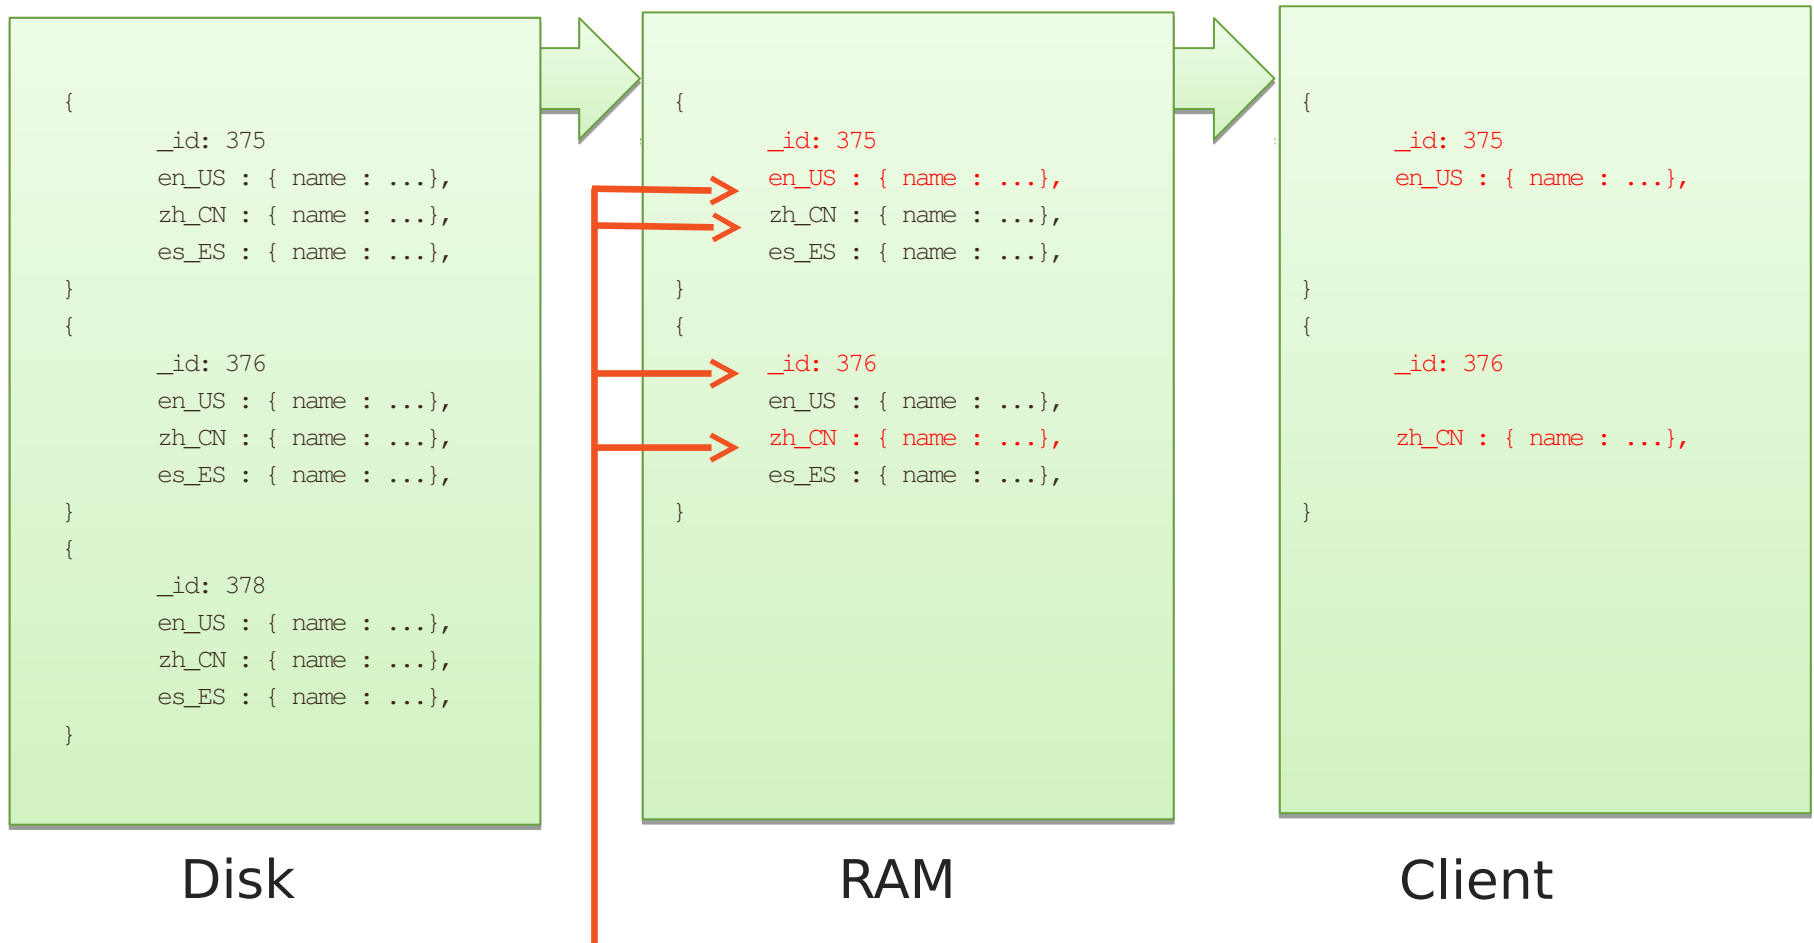 {
_id: 375
en_US : { name : ...},
zh_CN : { name : ...},
es_ES : { name : ...},
}
{
_id: 376
en_US : { name : ...},
zh_CN : { name : ...},
es_ES : { name : ...},
}
{
_id: 378
en_US : { name : ...},
zh_CN : { name : ...},
es_ES : { name : ...},
}
Disk
{
_id: 375
en_US : { name : ...},
zh_CN : { name : ...},
es_ES : { name : ...},
}
{
_id: 376
en_US : { name : ...},
zh_CN : { name : ...},
es_ES : { name : ...},
}
RAM
{
_id: 375
en_US : { name : ...},
}
{
_id: 376
zh_CN : { name : ...},
}
Client